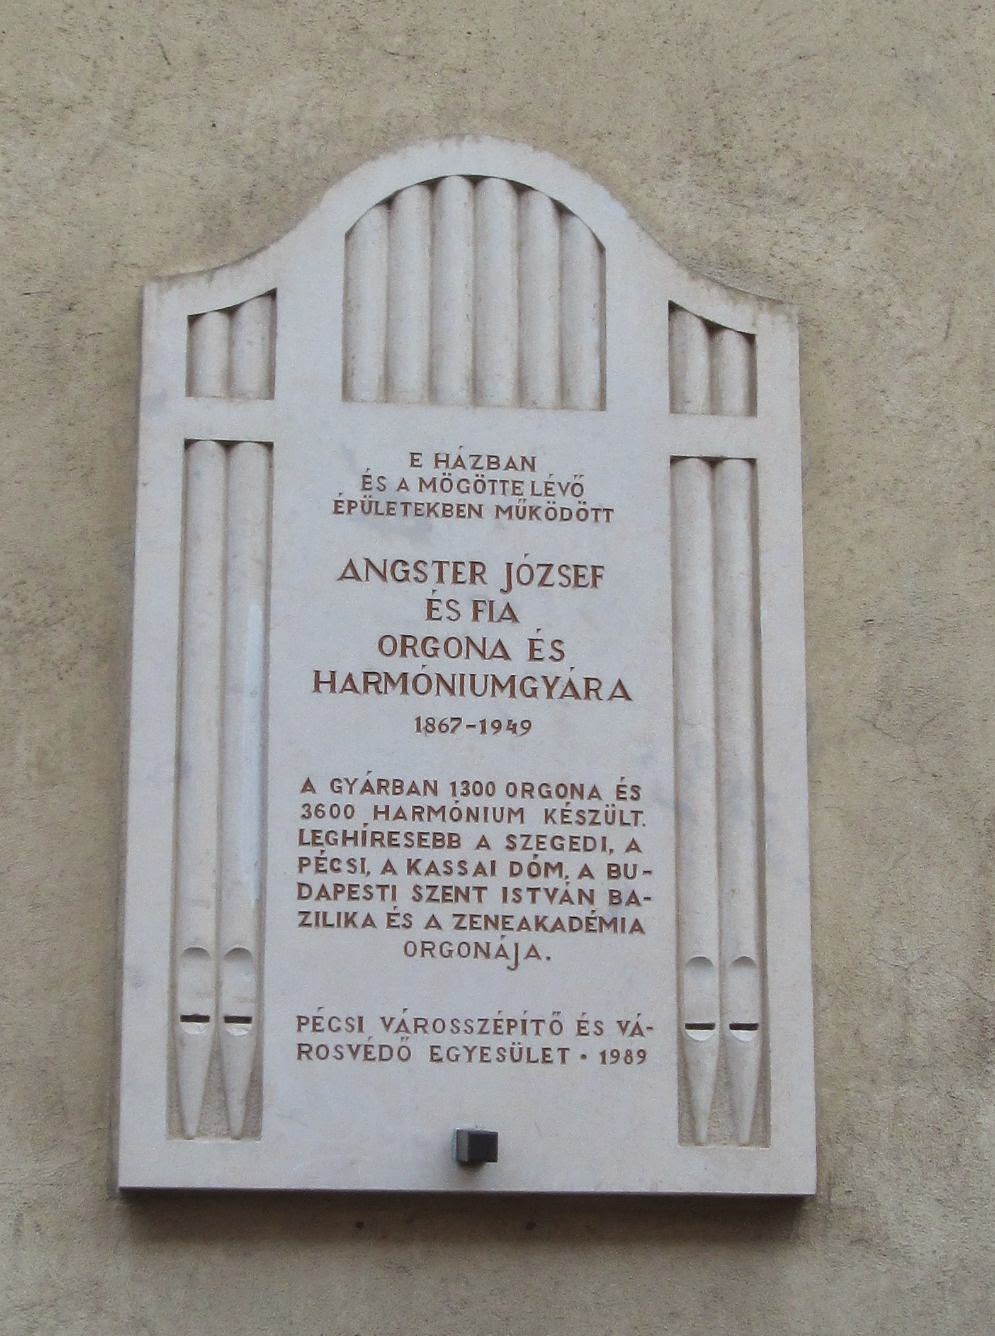 E HÁZBAN
ÉS A MÖGÖTTE LÉVŐ
ÉPÜLETEKBEN MŰKÖDÖTT
ANGSTER JÓZSEF
ÉS FIA
ORGONA ÉS
HARMÓNIUMGYÁRA
1867-1949
A GYÁRBAN 1300 ORGONA ÉS
3600 HARMÓNIUM KÉSZÜLT.
LEGHÍRESEBB A SZEGEDI, A
PÉCSI, A KASSAI DÓM, A BU-
DAPESTI SZENT ISTVÁN BA-
ZILIKA ÉS A ZENEAKADÉMIA
ORGONÁJA.
PÉCSI VÁROSSZÉPÍTŐ ÉS VÁ-
ROSVÉDŐ EGYESÜLET • 1989